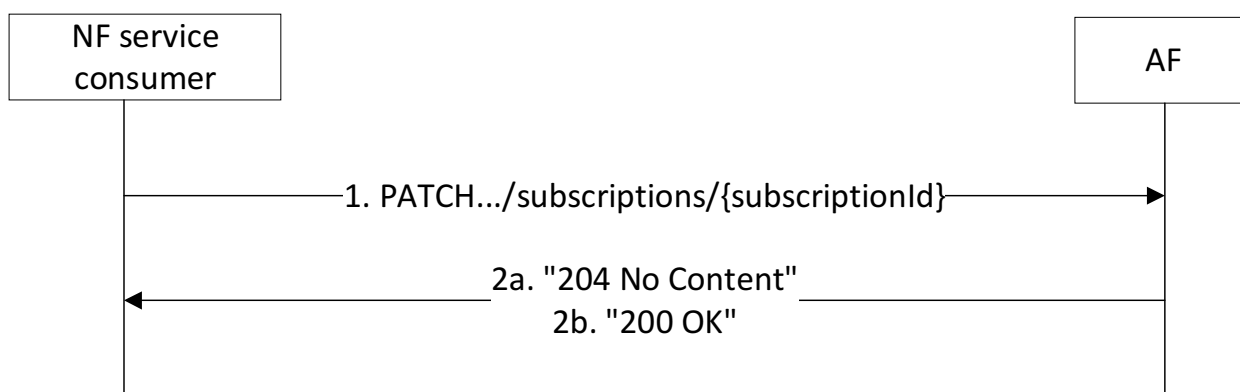 NF service
consumer
AF
1. PATCH.../subscriptions/{subscriptionId}
2a. "204 No Content"
2b. "200 OK"